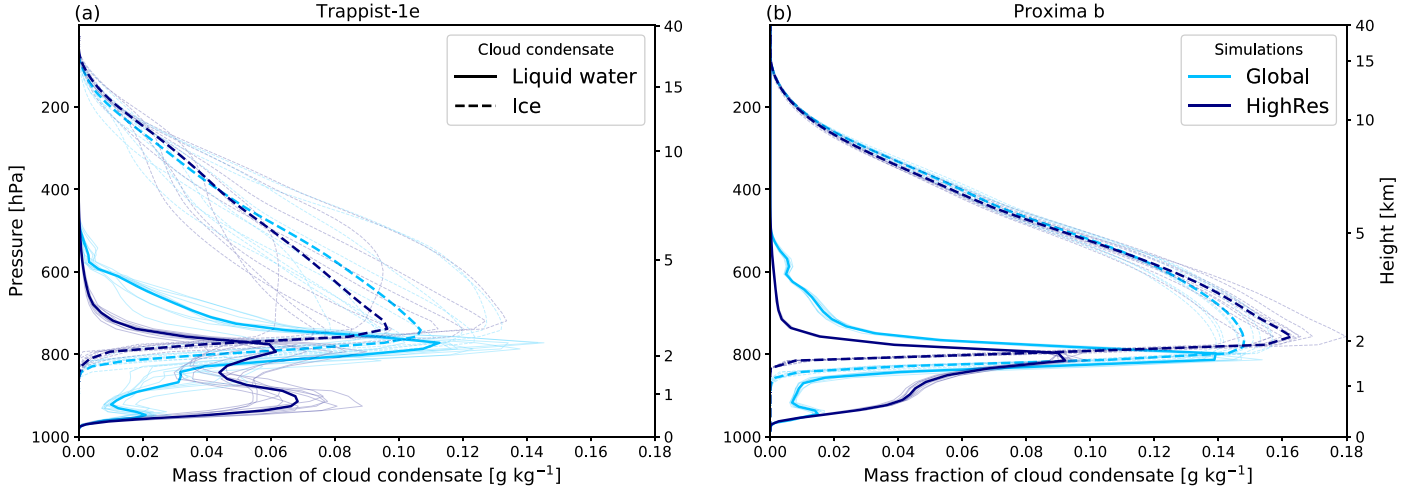 (a) Trappist-1e
Cloud condensate
Liquid water
Ice
Pressure [hPa]
200
400
600
800
1000
40
15
10
5
2
1
0
0.00 0.02 0.04 0.06 0.08 0.10 0.12 0.14 0.16 0.18
Mass fraction of cloud condensate [g kg⁻¹]
(b) Proxima b
Simulations
Global
HighRes
200
400
600
800
1000
40
15
10
5
2
1
0
Height [km]
0.00 0.02 0.04 0.06 0.08 0.10 0.12 0.14 0.16 0.18
Mass fraction of cloud condensate [g kg⁻¹]